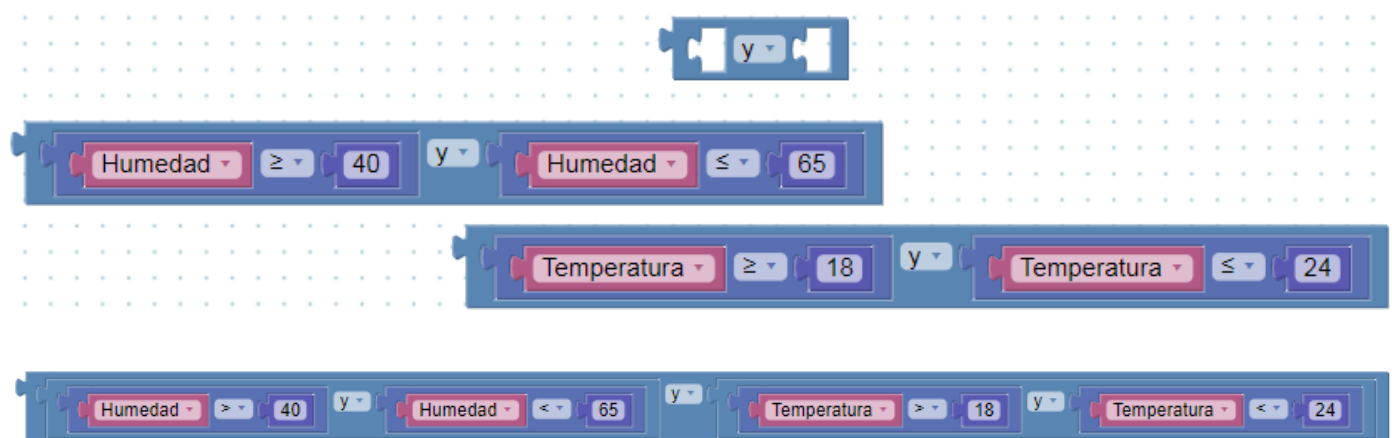 y
Humedad ≥ 40 y Humedad ≤ 65
Temperatura ≥ 18 y Temperatura ≤ 24
Humedad > 40 y Humedad < 65 y Temperatura > 18 y Temperatura < 24